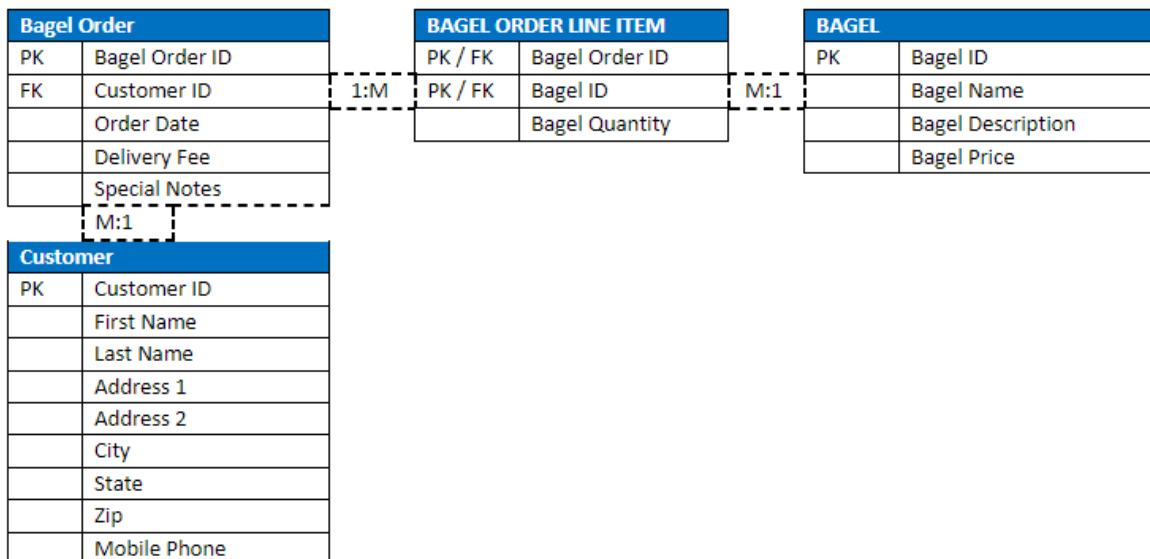 Bagel Order
PK Bagel Order ID
FK Customer ID
Order Date
Delivery Fee
Special Notes
1:M
BAGEL ORDER LINE ITEM
PK / FK Bagel Order ID
PK / FK Bagel ID
Bagel Quantity
M:1
BAGEL
PK Bagel ID
Bagel Name
Bagel Description
Bagel Price
M:1
Customer
PK Customer ID
First Name
Last Name
Address 1
Address 2
City
State
Zip
Mobile Phone